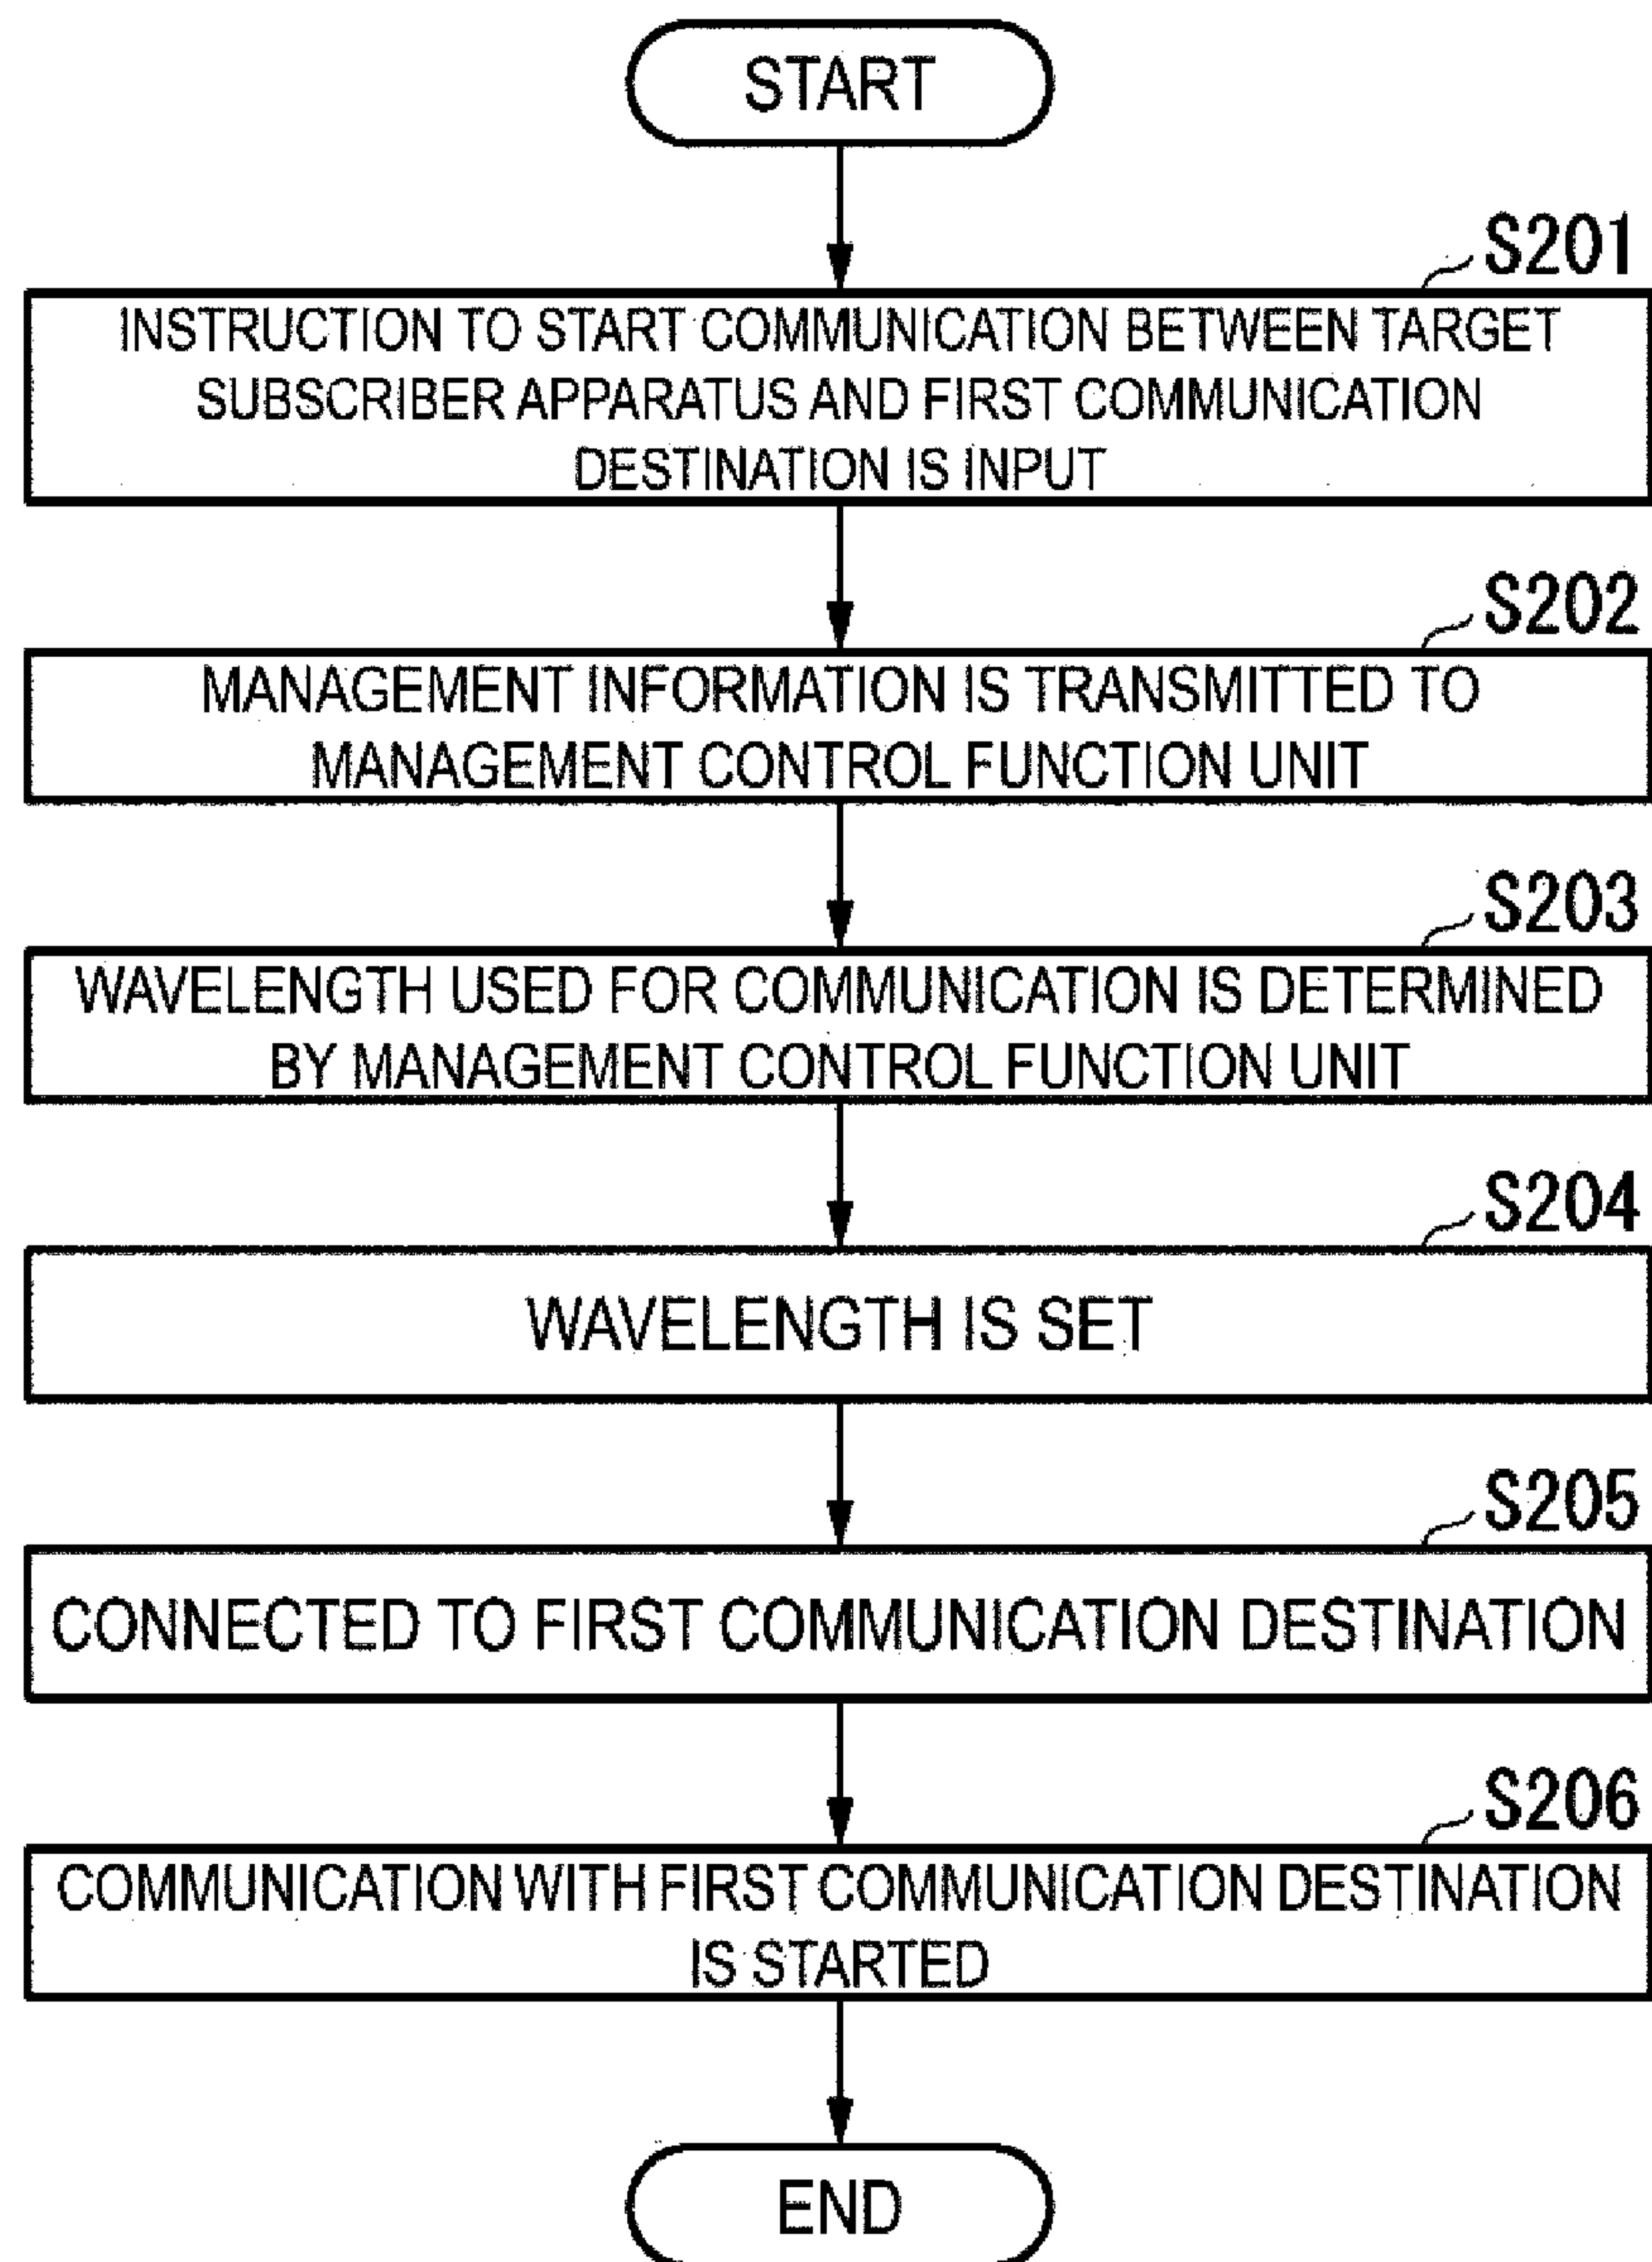 START
S201
INSTRUCTION TO START COMMUNICATION BETWEEN TARGET
SUBSCRIBER APPARATUS AND FIRST COMMUNICATION
DESTINATION IS INPUT
S202
MANAGEMENT INFORMATION IS TRANSMITTED TO
MANAGEMENT CONTROL FUNCTION UNIT
S203
WAVELENGTH USED FOR COMMUNICATION IS DETERMINED
BY MANAGEMENT CONTROL FUNCTION UNIT
S204
WAVELENGTH IS SET
S205
CONNECTED TO FIRST COMMUNICATION DESTINATION
S206
COMMUNICATION WITH FIRST COMMUNICATION DESTINATION
IS STARTED
END